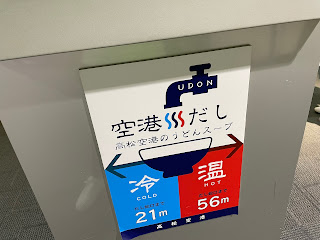 UDON
空港だし
高松空港のうどんスープ
冷 温
COLD HOT
21m 56m
高松空港